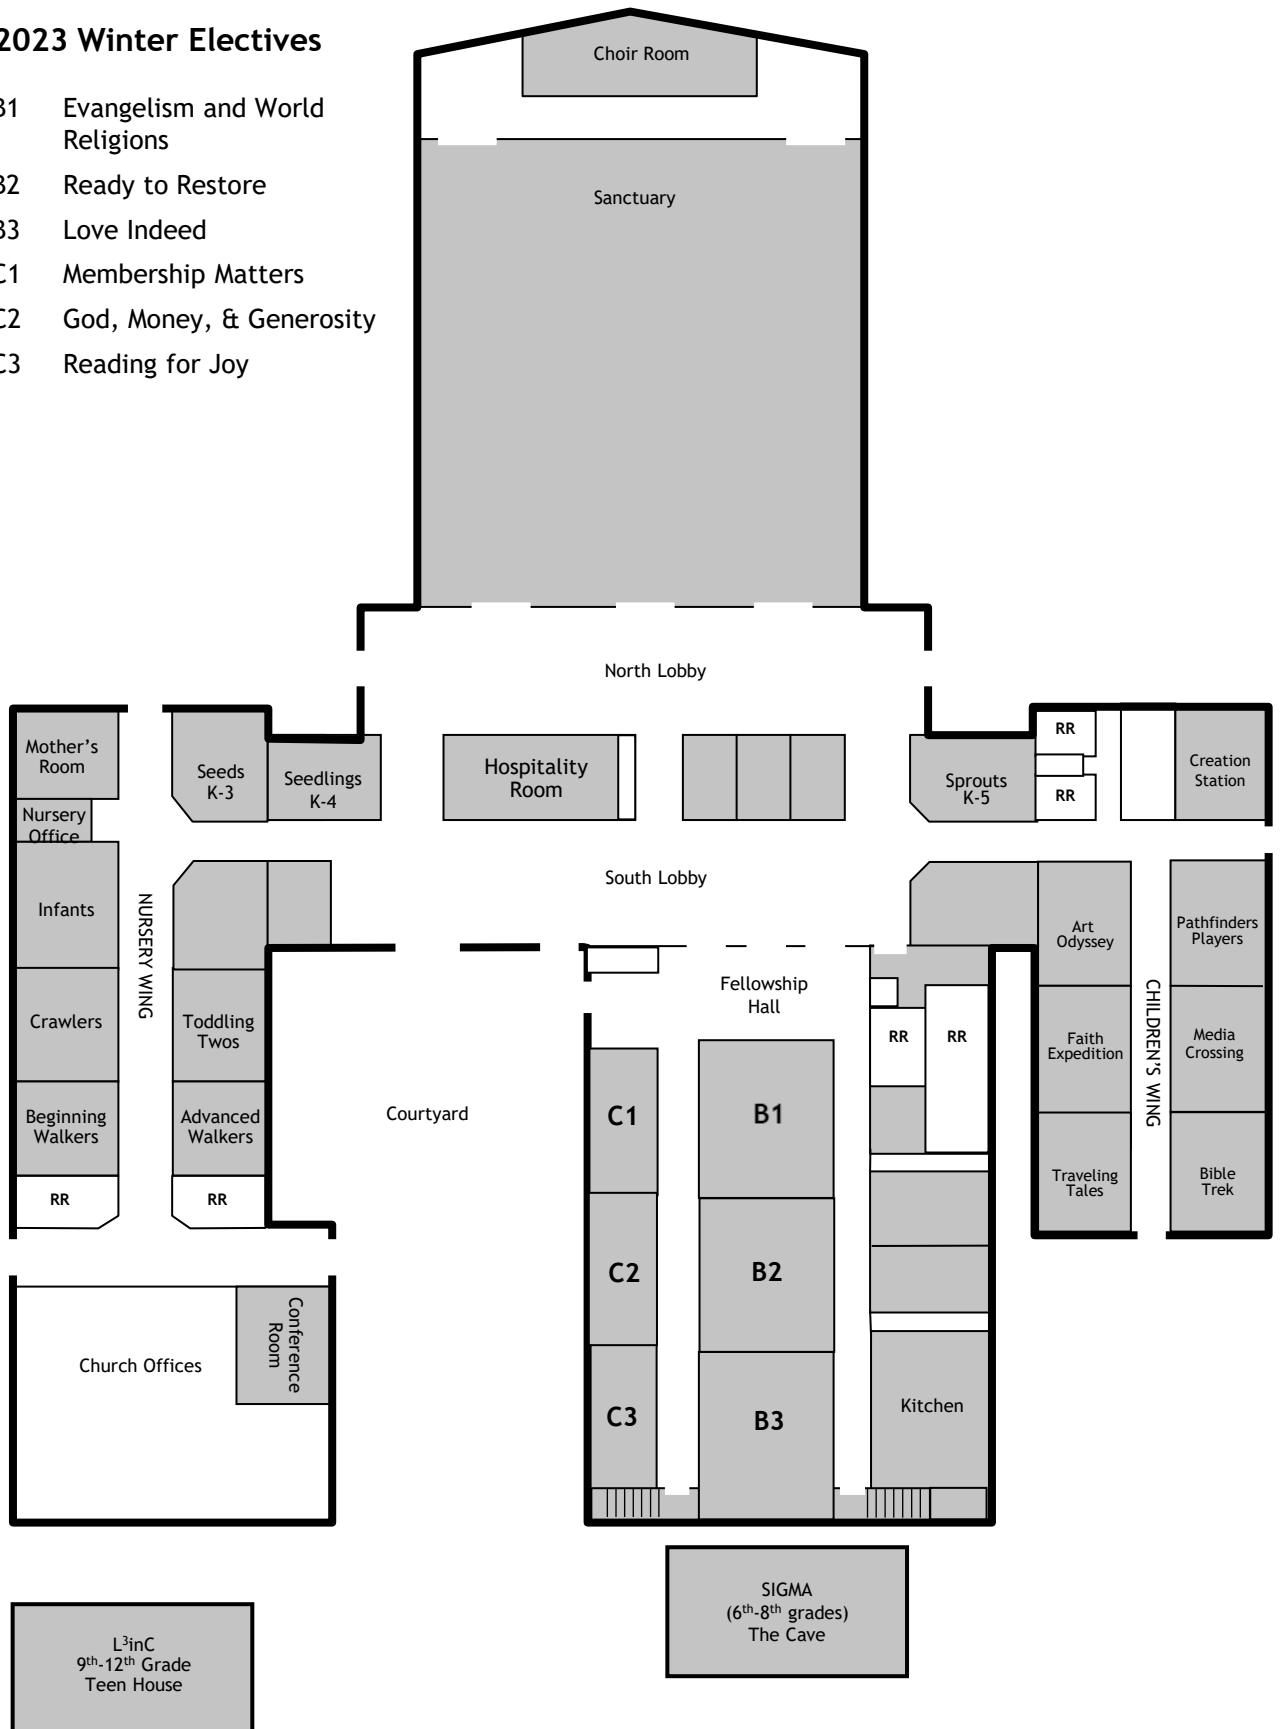 2023 Winter Electives
B1 Evangelism and World
Religions
B2 Ready to Restore
B3 Love Indeed
C1 Membership Matters
C2 God, Money, & Generosity
C3 Reading for Joy
Choir Room
Sanctuary
North Lobby
Mother's
Room
Nursery
Office
Seeds
K-3
Seedlings
K-4
Hospitality
Room
Sprouts
K-5
RR
RR
Creation
Station
South Lobby
Infants
NURSERY WING
Crawlers
Toddling
Twos
Beginning
Walkers
Advanced
Walkers
RR
RR
Courtyard
Fellowship
Hall
RR
RR
Art
Odyssey
Pathfinders
Players
Faith
Expedition
CHILDREN'S WING
Media
Crossing
Traveling
Tales
Bible
Trek
C1
B1
C2
B2
C3
B3
Kitchen
Church Offices
Conference
Room
SIGMA
(6th-8th grades)
The Cave
L³inC
9th-12th Grade
Teen House